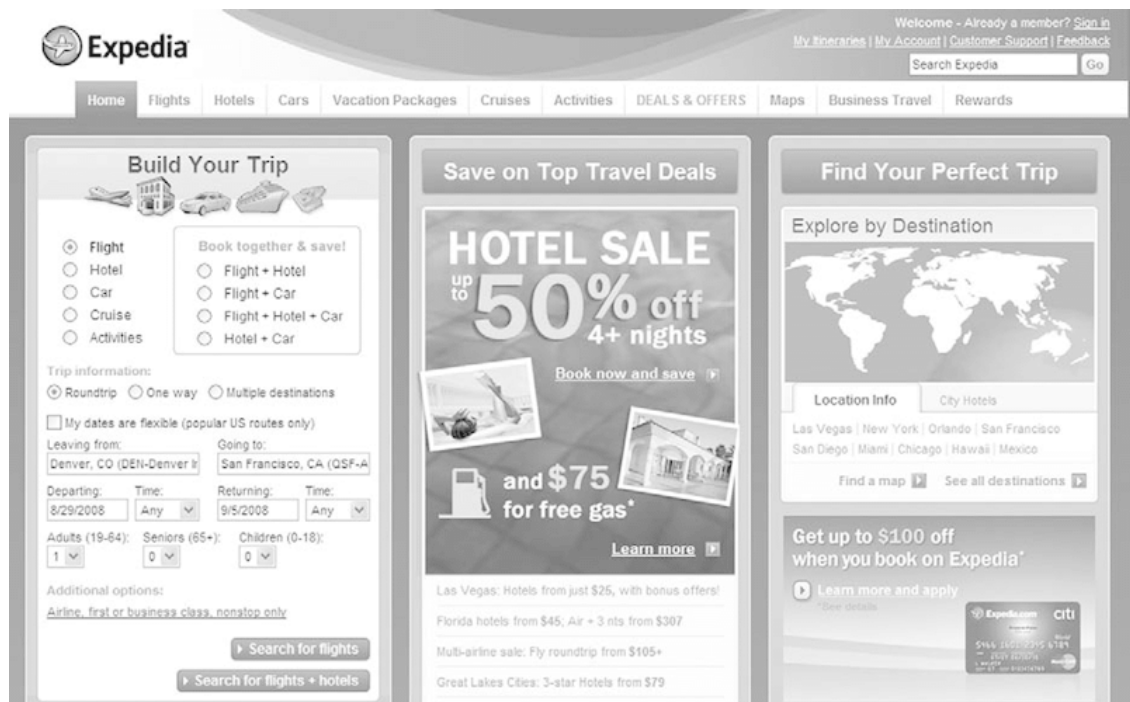 Expedia
Welcome - Already a member? Sign in
My Itineraries | My Account | Customer Support | Feedback
Search Expedia Go
Home Flights Hotels Cars Vacation Packages Cruises Activities DEALS & OFFERS Maps Business Travel Rewards
Build Your Trip
Flight
Hotel
Car
Cruise
Activities
Book together & save!
Flight + Hotel
Flight + Car
Flight + Hotel + Car
Hotel + Car
Trip information:
Roundtrip One way Multiple destinations
My dates are flexible (popular US routes only)
Leaving from: Going to:
Denver, CO (DEN-Denver San Francisco, CA (QSF-A
Departing: Time: Returning: Time:
8/29/2008 Any 9/5/2008 Any
Adults (19-64): Seniors (65+): Children (0-18):
1 0 0
Additional options:
Airline, first or business class, nonstop only
Search for flights
Search for flights + hotels
Save on Top Travel Deals
HOTEL SALE
up to 50% off
4+ nights
Book now and save
and $75
for free gas*
Learn more
Las Vegas: Hotels from just $25, with bonus offers!
Florida hotels from $45; Air + 3 nts from $307
Multi-airline sale: Fly roundtrip from $105+
Great Lakes Cities: 3-star Hotels from $79
Find Your Perfect Trip
Explore by Destination
Location Info City Hotels
Las Vegas | New York | Orlando | San Francisco
San Diego | Miami | Chicago | Hawaii | Mexico
Find a map See all destinations
Get up to $100 off
when you book on Expedia*
Learn more and apply
*See details
Expedia.com citi